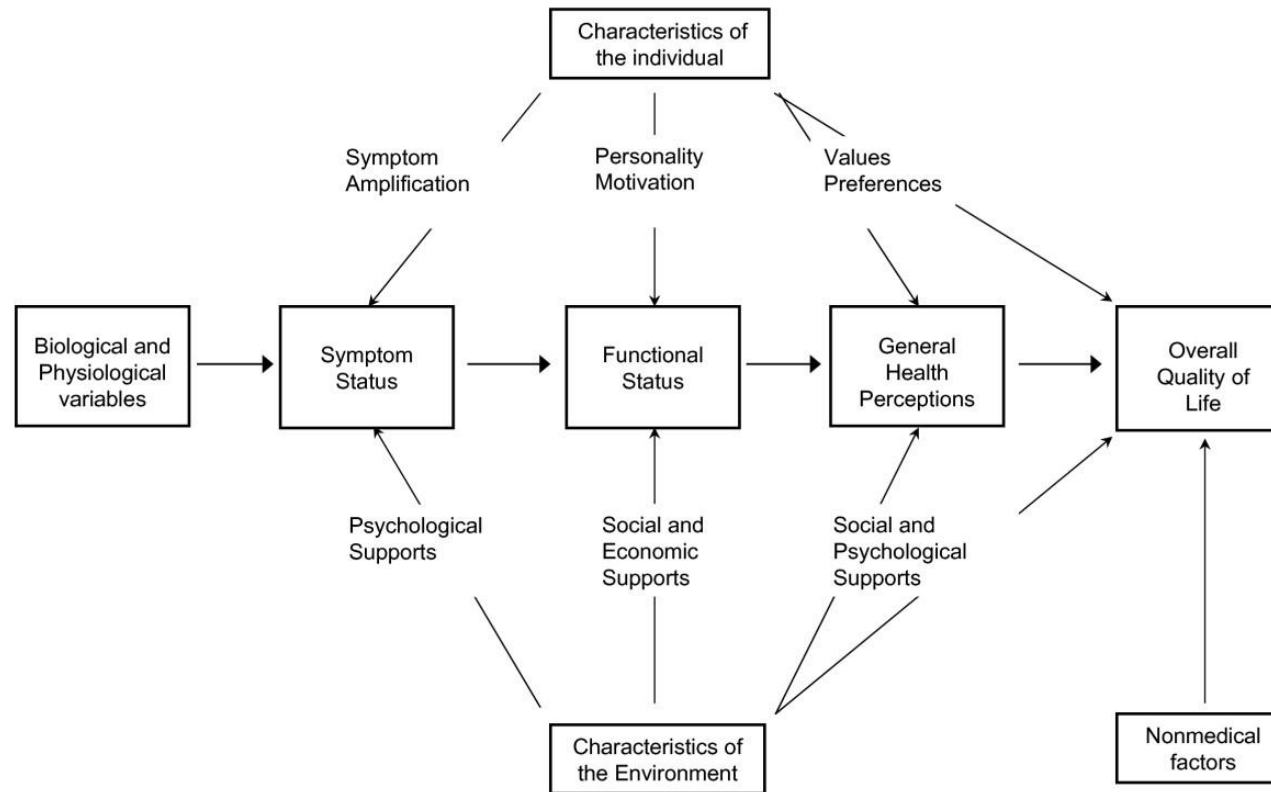 Characteristics of
the individual
Symptom
Amplification
Personality
Motivation
Values
Preferences
Biological and
Physiological
variables
Symptom
Status
Functional
Status
General
Health
Perceptions
Overall
Quality of
Life
Psychological
Supports
Social and
Economic
Supports
Social and
Psychological
Supports
Characteristics of
the Environment
Nonmedical
factors